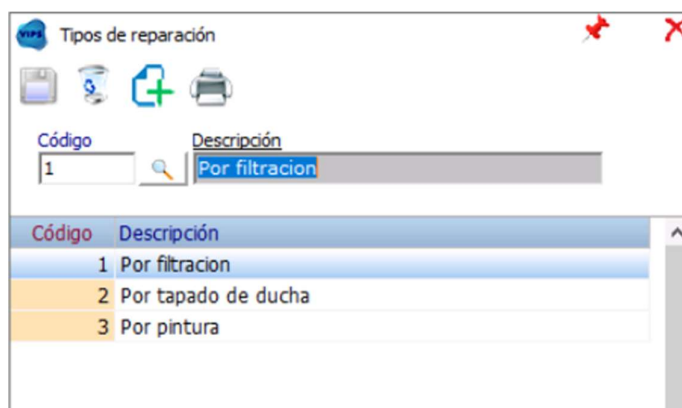 VIPS Tipos de reparación
Código Descripción
1 Por filtracion
Código Descripción
1 Por filtracion
2 Por tapado de ducha
3 Por pintura